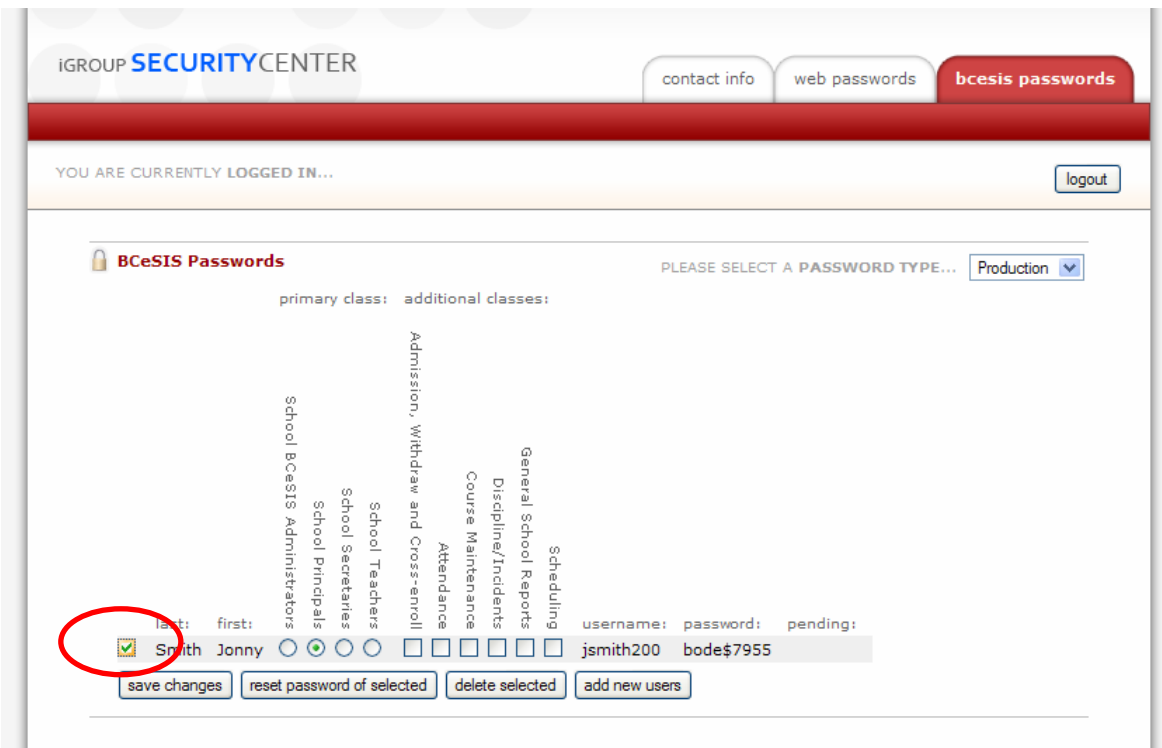 iGROUP SECURITYCENTER
contact info
web passwords
bcesis passwords
YOU ARE CURRENTLY LOGGED IN...
logout
BCeSIS Passwords
PLEASE SELECT A PASSWORD TYPE...
Production
primary class:
additional classes:
School BCeSIS Administrators
School Principals
School Secretaries
School Teachers
Admission, Withdraw and Cross-enroll
Attendance
Course Maintenance
Discipline/Incidents
General School Reports
Scheduling
last: first: username: password: pending:
Smith Jonny jsmith200 bode$7955
save changes
reset password of selected
delete selected
add new users